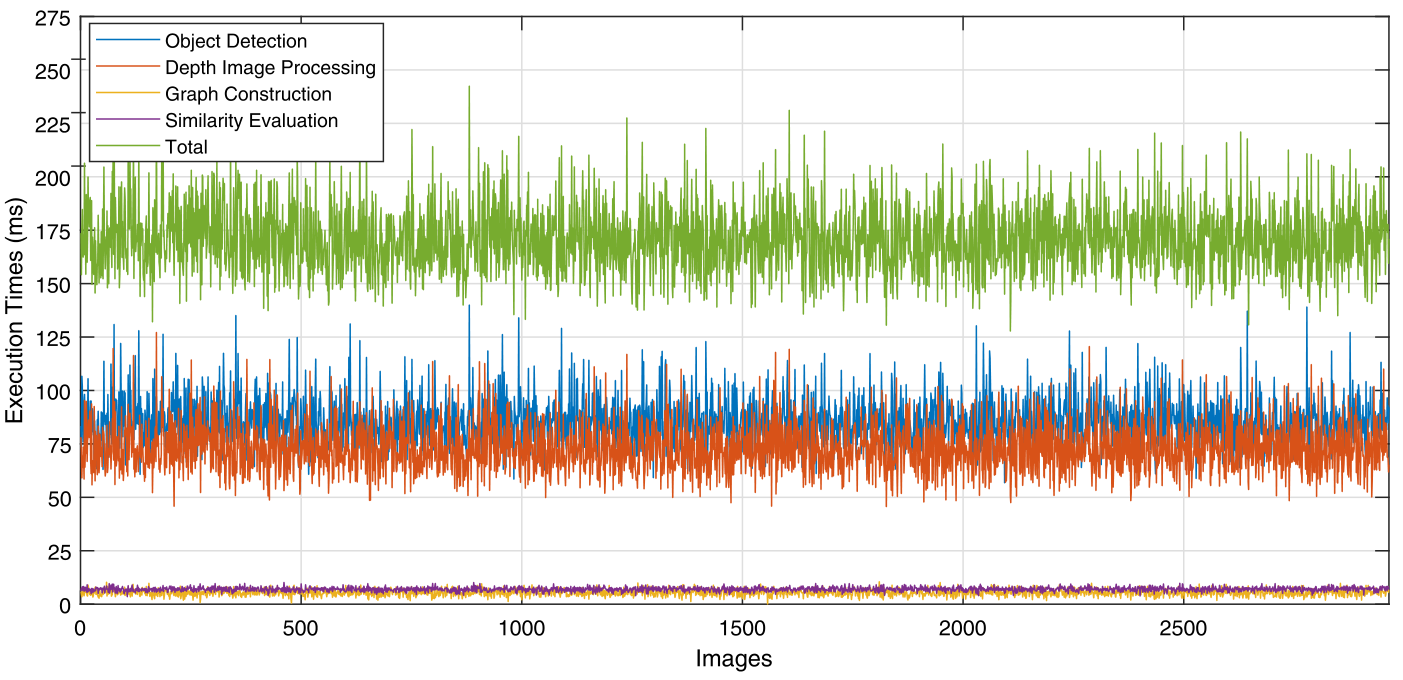 275
250
225
200
175
150
125
100
75
50
25
0
Execution Times (ms)
Object Detection
Depth Image Processing
Graph Construction
Similarity Evaluation
Total
0 500 1000 1500 2000 2500
Images